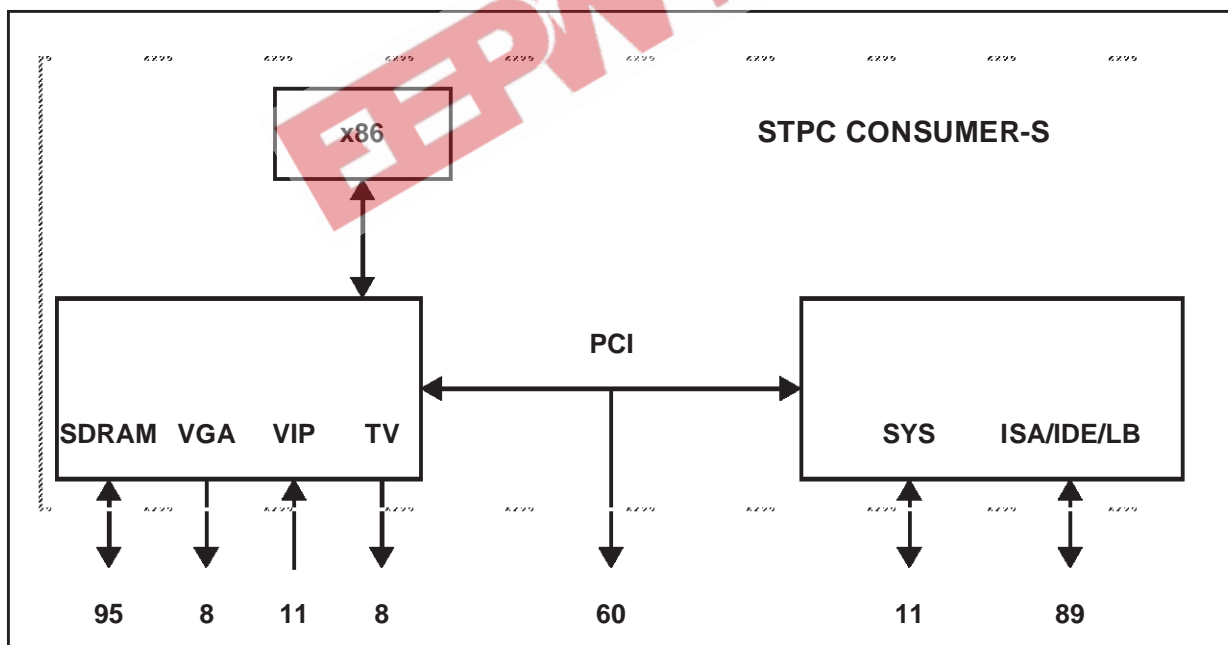 x86
STPC CONSUMER-S
PCI
SDRAM VGA VIP TV
SYS ISA/IDE/LB
95 8 11 8 60 11 89